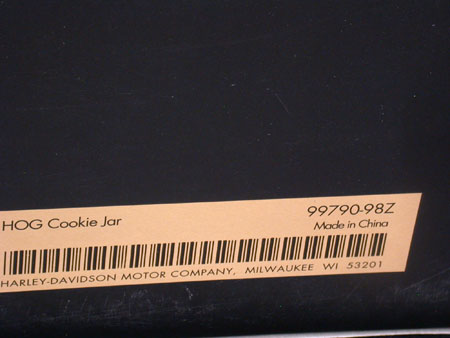 HOG Cookie Jar 99790-98Z
Made in China
HARLEY-DAVIDSON MOTOR COMPANY, MILWAUKEE WI 53201